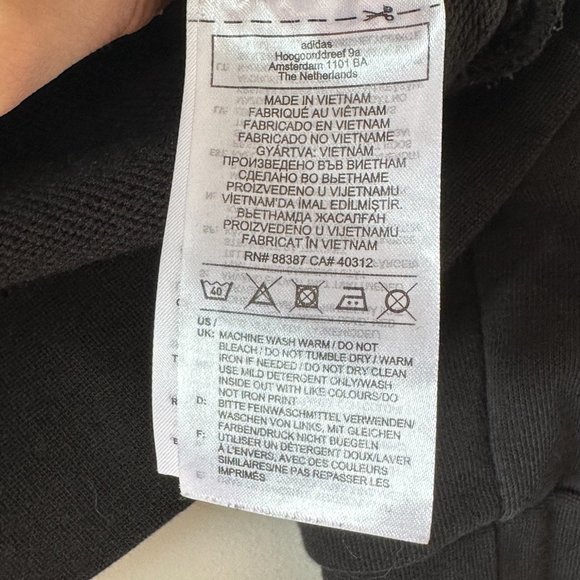 adidas
Hoogoorddreef 9a
Amsterdam 1101 BA
The Netherlands
MADE IN VIETNAM
FABRIQUÉ AU VIÊTNAM
FABRICADO EN VIETNAM
FABRICADO NO VIETNAME
GYÁRTVA: VIETNÁM
ПРОИЗВЕДЕНО ВЪВ ВИЕТНАМ
СДЕЛАНО ВО ВЬЕТНАМЕ
PROIZVEDENO U VIJETNAMU
VİETNAM'DA İMAL EDİLMİŞTİR.
ВЬЕТНАМДА ЖАСАЛҒАН
PROIZVEDENO U VIJETNAMU
FABRICAT ÎN VIETNAM
RN# 88387 CA# 40312
40
US /
UK: MACHINE WASH WARM / DO NOT
BLEACH / DO NOT TUMBLE DRY / WARM
IRON IF NEEDED / DO NOT DRY CLEAN
USE MILD DETERGENT ONLY/WASH
INSIDE OUT WITH LIKE COLOURS/DO
NOT IRON PRINT
D: BITTE FEINWASCHMITTEL VERWENDEN/
WASCHEN VON LINKS, MIT GLEICHEN
FARBEN/DRUCK NICHT BUEGELN
F: UTILISER UN DÉTERGENT DOUX/LAVER
À L'ENVERS, AVEC DES COULEURS
SIMILAIRES/NE PAS REPASSER LES
IMPRIMÉS